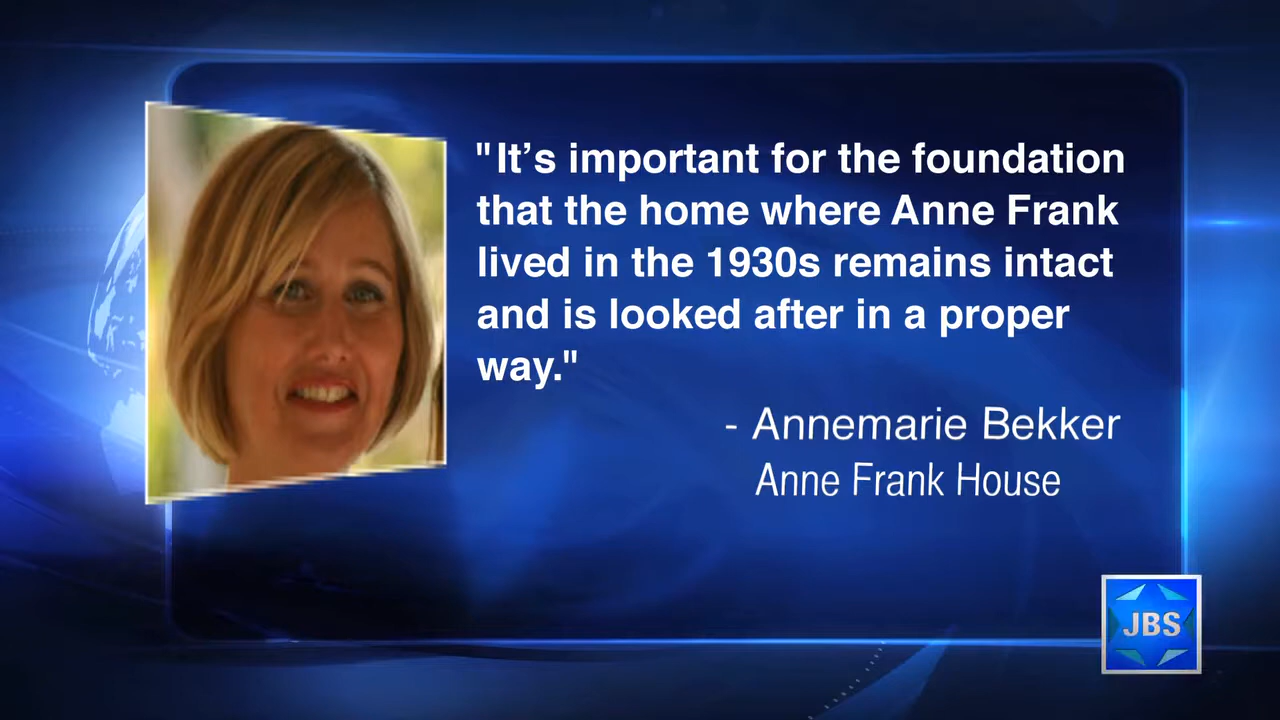 "It’s important for the foundation
that the home where Anne Frank
lived in the 1930s remains intact
and is looked after in a proper
way."
- Annemarie Bekker
Anne Frank House
JBS